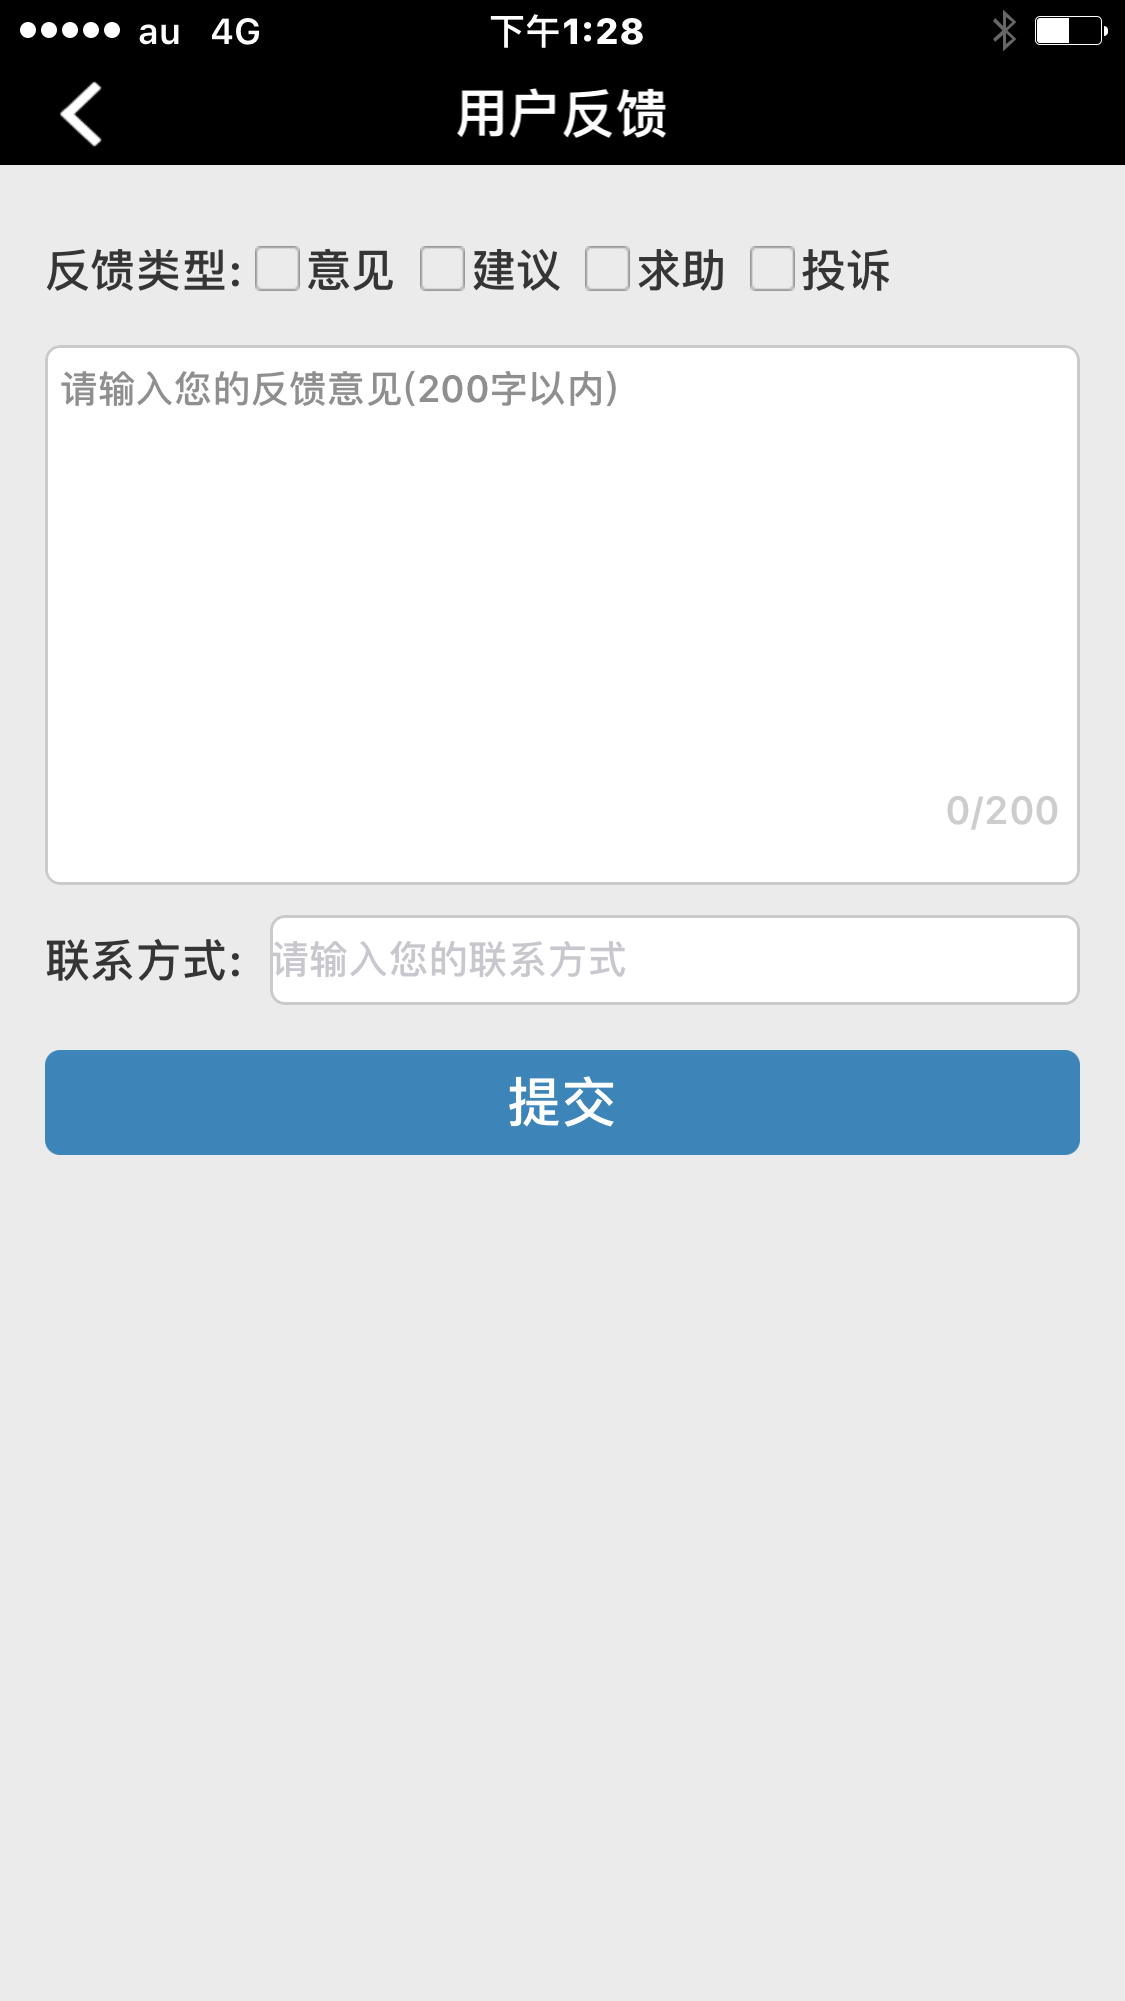 au 4G 下午1:28
用户反馈
反馈类型: 意见 建议 求助 投诉
请输入您的反馈意见(200字以内)
0/200
联系方式: 请输入您的联系方式
提交